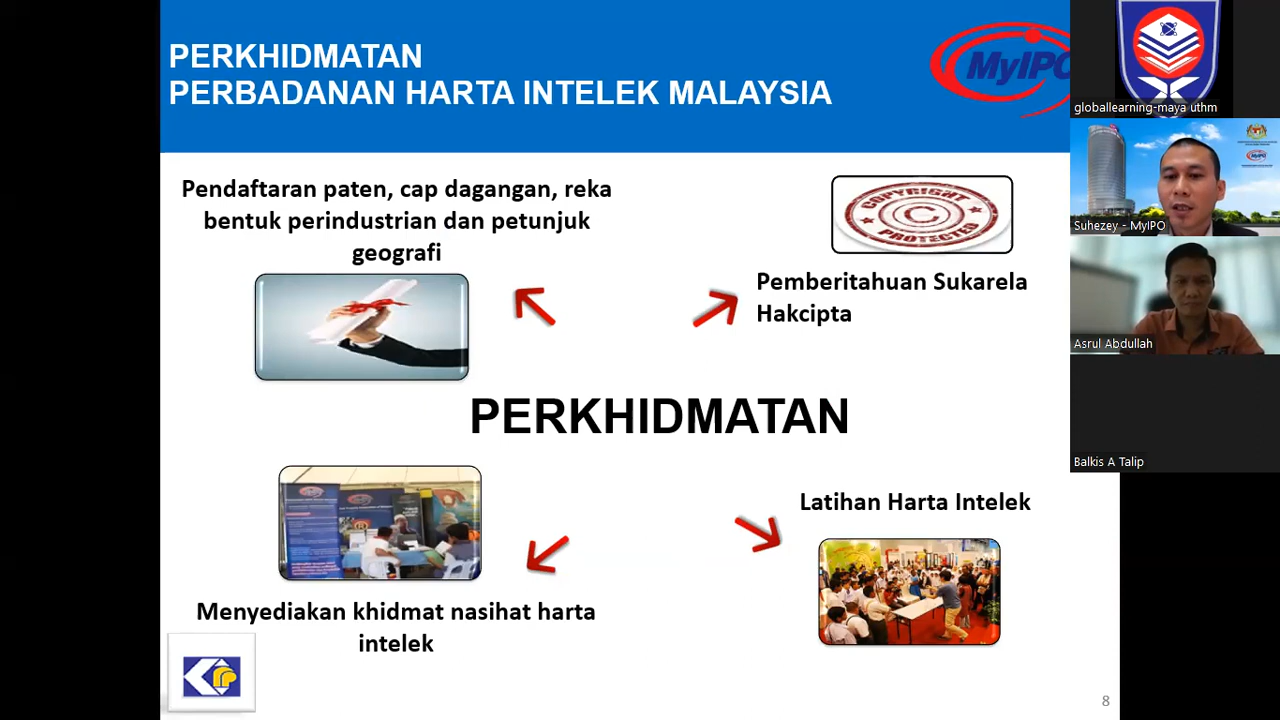 PERKHIDMATAN
PERBADANAN HARTA INTELEK MALAYSIA
MyIPO
Pendaftaran paten, cap dagangan, reka
bentuk perindustrian dan petunjuk
geografi
COPYRIGHT
C
PROTECTED
Pemberitahuan Sukarela
Hakcipta
PERKHIDMATAN
Menyediakan khidmat nasihat harta
intelek
Latihan Harta Intelek
8
globallearning-maya uthm
Suhezey - MyIPO
Asrul Abdullah
Balkis A Talip